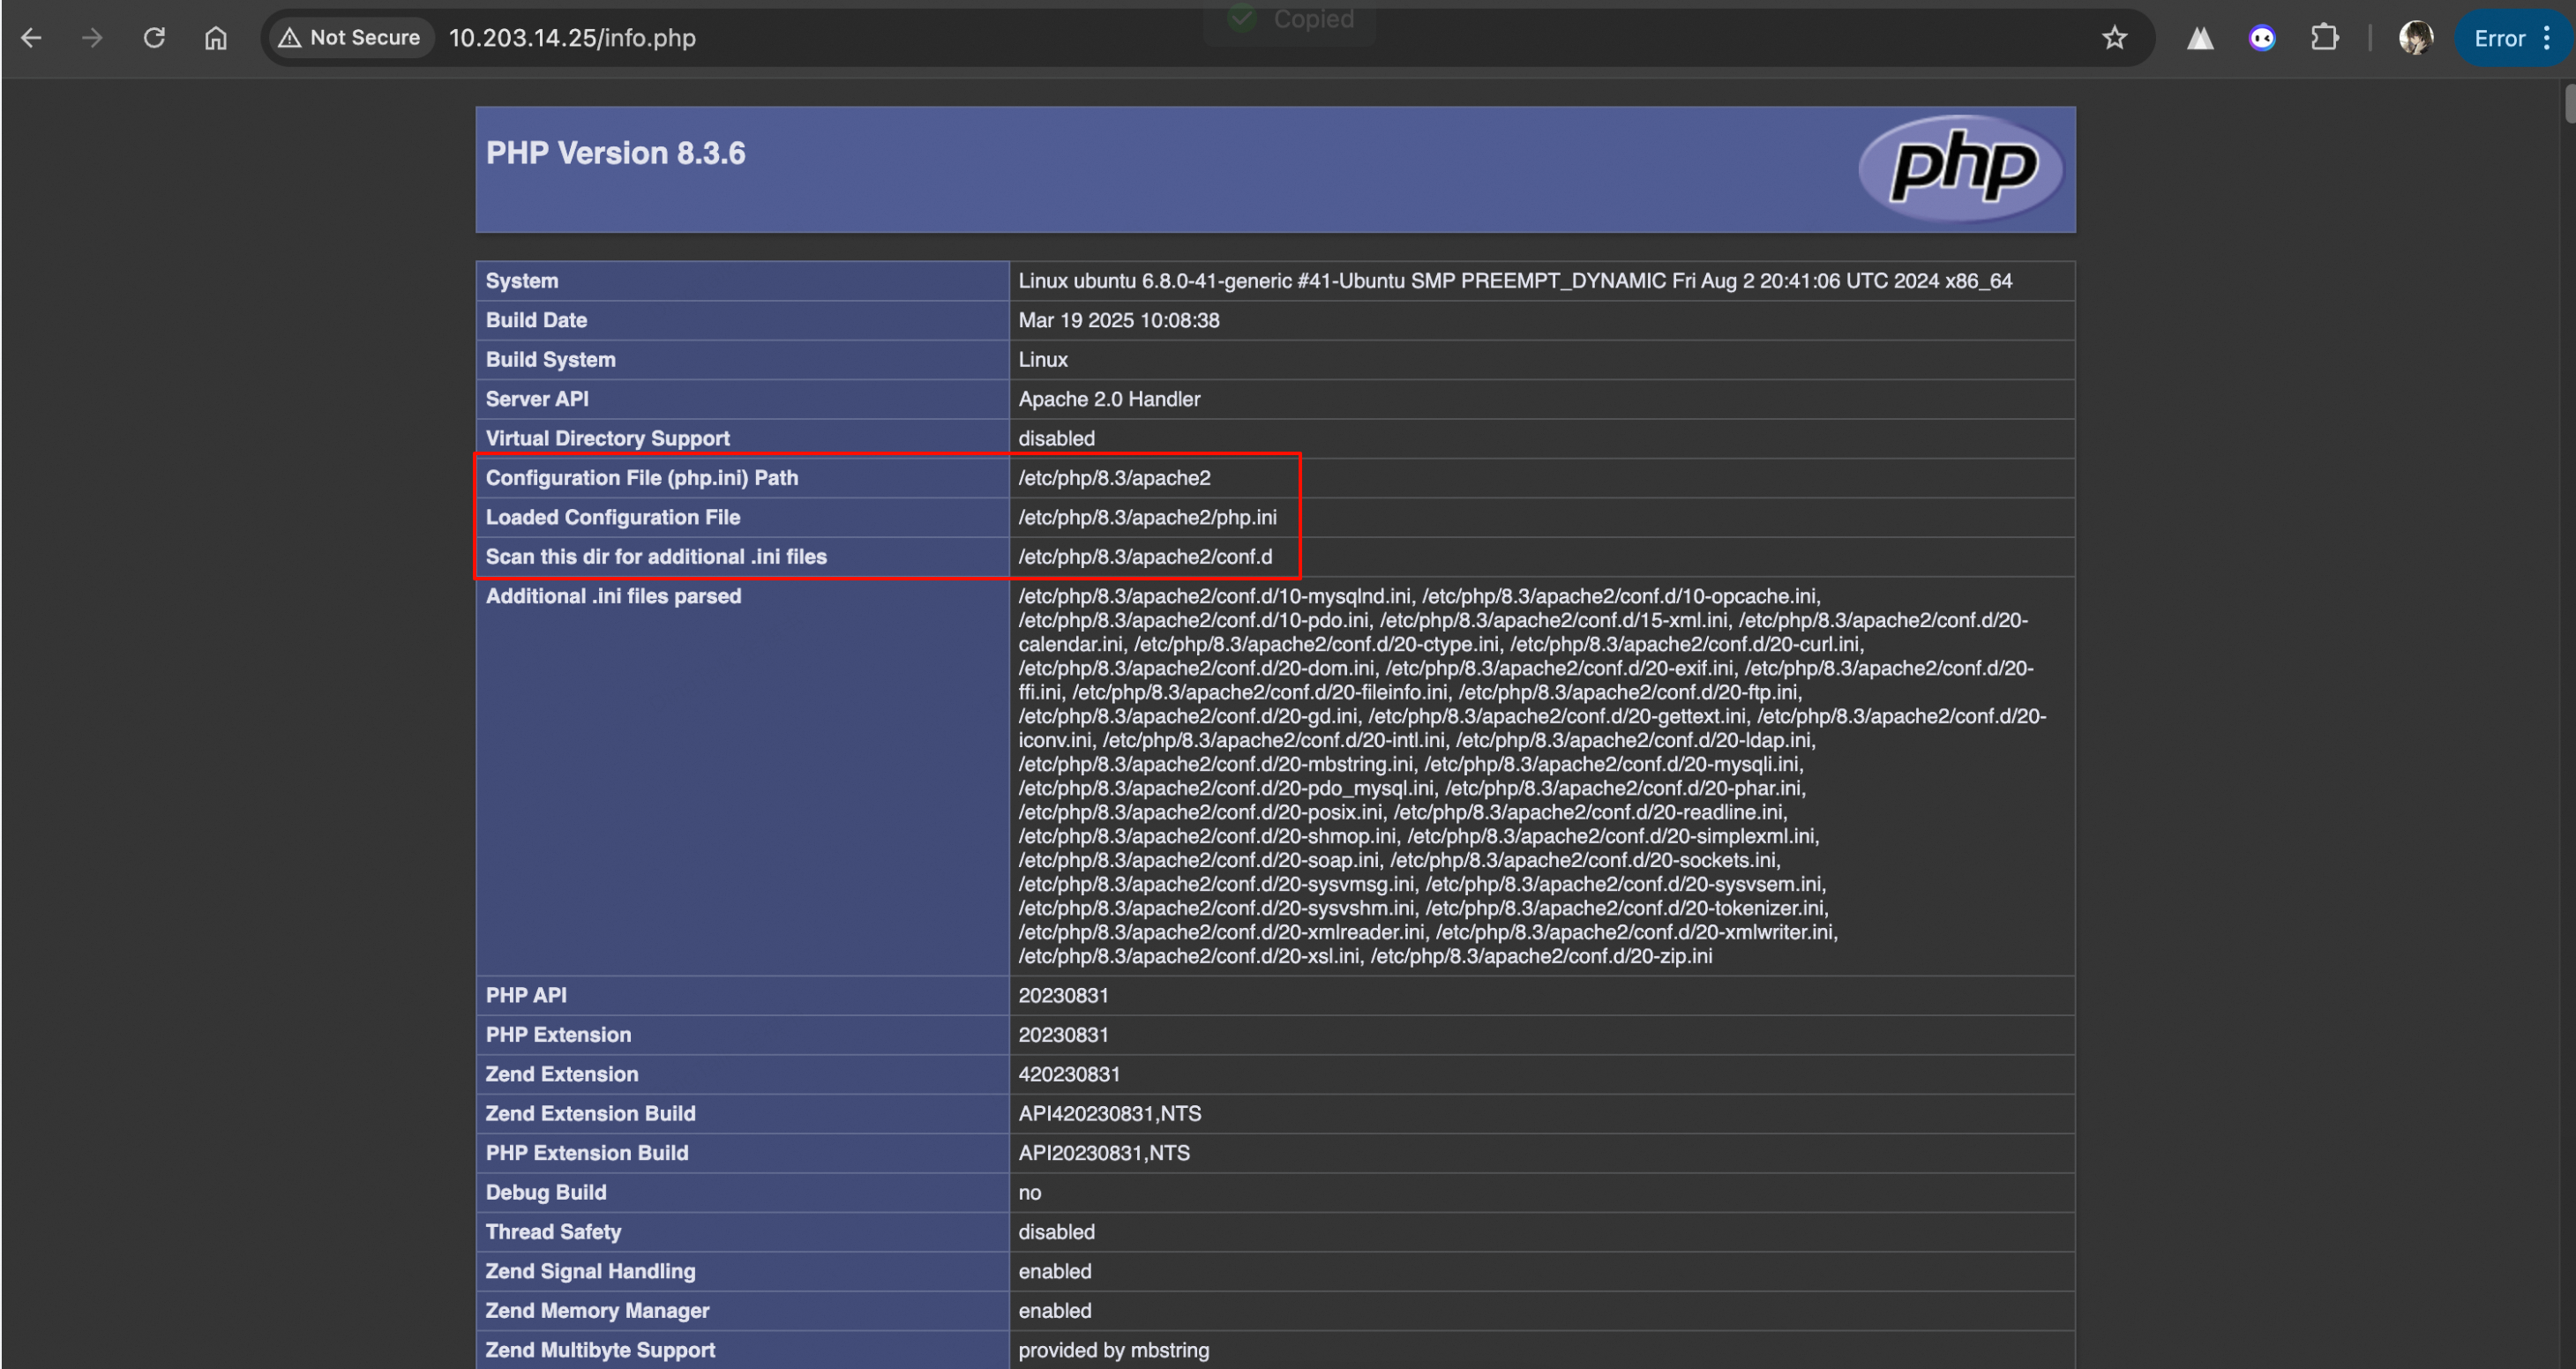 Copied
Not Secure 10.203.14.25/info.php Error
PHP Version 8.3.6 php
System Linux ubuntu 6.8.0-41-generic #41-Ubuntu SMP PREEMPT_DYNAMIC Fri Aug 2 20:41:06 UTC 2024 x86_64
Build Date Mar 19 2025 10:08:38
Build System Linux
Server API Apache 2.0 Handler
Virtual Directory Support disabled
Configuration File (php.ini) Path /etc/php/8.3/apache2
Loaded Configuration File /etc/php/8.3/apache2/php.ini
Scan this dir for additional .ini files /etc/php/8.3/apache2/conf.d
Additional .ini files parsed /etc/php/8.3/apache2/conf.d/10-mysqlnd.ini, /etc/php/8.3/apache2/conf.d/10-opcache.ini,
/etc/php/8.3/apache2/conf.d/10-pdo.ini, /etc/php/8.3/apache2/conf.d/15-xml.ini, /etc/php/8.3/apache2/conf.d/20-
calendar.ini, /etc/php/8.3/apache2/conf.d/20-ctype.ini, /etc/php/8.3/apache2/conf.d/20-curl.ini,
/etc/php/8.3/apache2/conf.d/20-dom.ini, /etc/php/8.3/apache2/conf.d/20-exif.ini, /etc/php/8.3/apache2/conf.d/20-
ffi.ini, /etc/php/8.3/apache2/conf.d/20-fileinfo.ini, /etc/php/8.3/apache2/conf.d/20-ftp.ini,
/etc/php/8.3/apache2/conf.d/20-gd.ini, /etc/php/8.3/apache2/conf.d/20-gettext.ini, /etc/php/8.3/apache2/conf.d/20-
iconv.ini, /etc/php/8.3/apache2/conf.d/20-intl.ini, /etc/php/8.3/apache2/conf.d/20-ldap.ini,
/etc/php/8.3/apache2/conf.d/20-mbstring.ini, /etc/php/8.3/apache2/conf.d/20-mysqli.ini,
/etc/php/8.3/apache2/conf.d/20-pdo_mysql.ini, /etc/php/8.3/apache2/conf.d/20-phar.ini,
/etc/php/8.3/apache2/conf.d/20-posix.ini, /etc/php/8.3/apache2/conf.d/20-readline.ini,
/etc/php/8.3/apache2/conf.d/20-shmop.ini, /etc/php/8.3/apache2/conf.d/20-simplexml.ini,
/etc/php/8.3/apache2/conf.d/20-soap.ini, /etc/php/8.3/apache2/conf.d/20-sockets.ini,
/etc/php/8.3/apache2/conf.d/20-sysvmsg.ini, /etc/php/8.3/apache2/conf.d/20-sysvsem.ini,
/etc/php/8.3/apache2/conf.d/20-sysvshm.ini, /etc/php/8.3/apache2/conf.d/20-tokenizer.ini,
/etc/php/8.3/apache2/conf.d/20-xmlreader.ini, /etc/php/8.3/apache2/conf.d/20-xmlwriter.ini,
/etc/php/8.3/apache2/conf.d/20-xsl.ini, /etc/php/8.3/apache2/conf.d/20-zip.ini
PHP API 20230831
PHP Extension 20230831
Zend Extension 420230831
Zend Extension Build API420230831,NTS
PHP Extension Build API20230831,NTS
Debug Build no
Thread Safety disabled
Zend Signal Handling enabled
Zend Memory Manager enabled
Zend Multibyte Support provided by mbstring